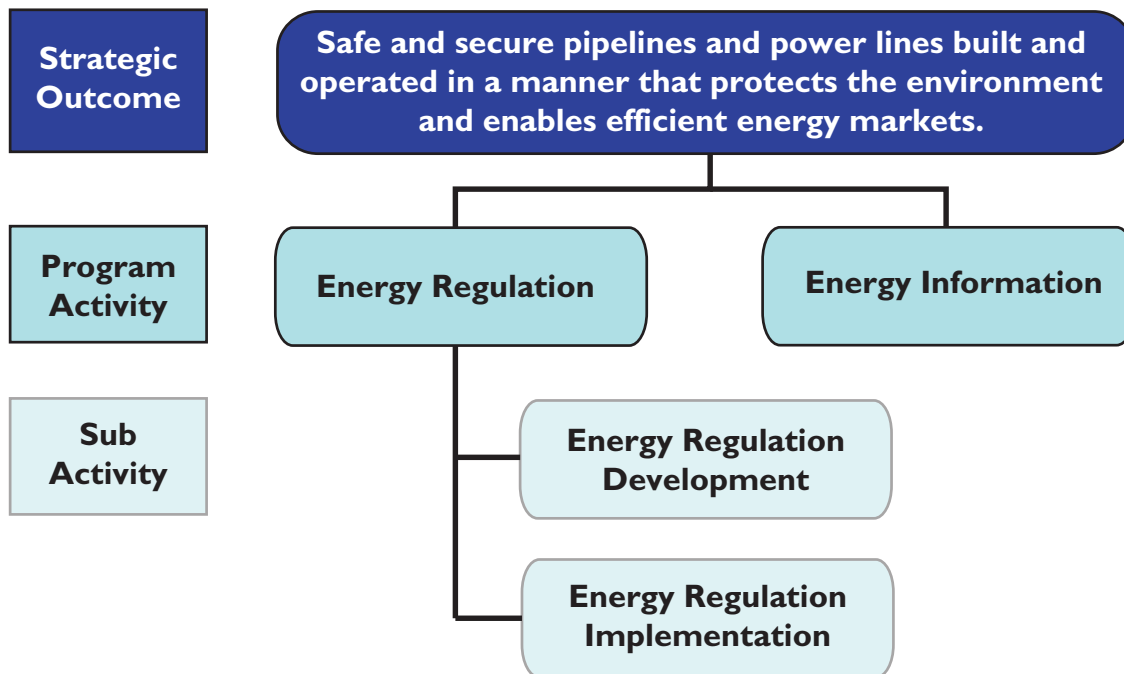 Strategic
Outcome
Safe and secure pipelines and power lines built and
operated in a manner that protects the environment
and enables efficient energy markets.
Program
Activity
Energy Regulation
Energy Information
Sub
Activity
Energy Regulation
Development
Energy Regulation
Implementation